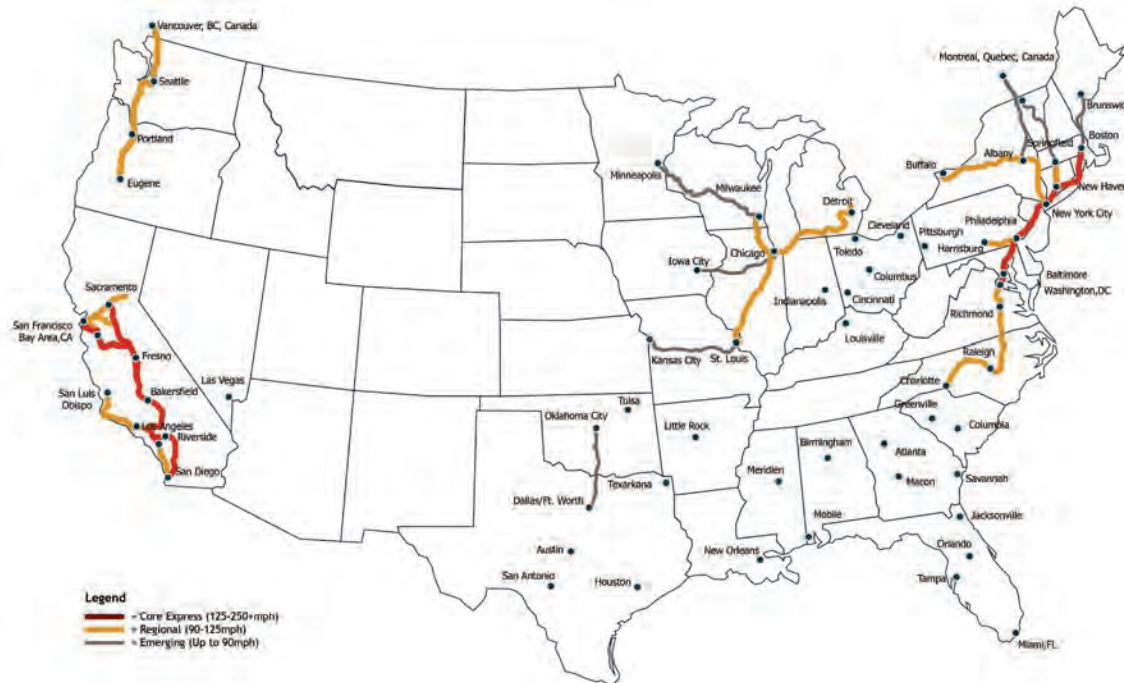 Vancouver, BC, Canada
Seattle
Portland
Eugene
Montreal, Quebec, Canada
Brunswick
Boston
Springfield
Albany
Buffalo
New Haven
New York City
Philadelphia
Pittsburgh
Harrisburg
Baltimore
Washington,DC
Richmond
Raleigh
Charlotte
Greenville
Columbia
Minneapolis
Milwaukee
Detroit
Chicago
Cleveland
Toledo
Iowa City
Columbus
Indianapolis
Cincinnati
Louisville
Kansas City
St. Louis
Sacramento
San Francisco
Bay Area,CA
Fresno
Las Vegas
San Luis
Obispo
Bakersfield
Los Angeles
Riverside
San Diego
Tulsa
Oklahoma City
Little Rock
Birmingham
Atlanta
Meridien
Macon
Savannah
Texarkana
Dallas/Ft. Worth
Mobile
Jacksonville
Austin
New Orleans
Orlando
San Antonio
Houston
Tampa
Miami,FL
Legend
= Core Express (125-250+mph)
= Regional (90-125mph)
= Emerging (Up to 90mph)